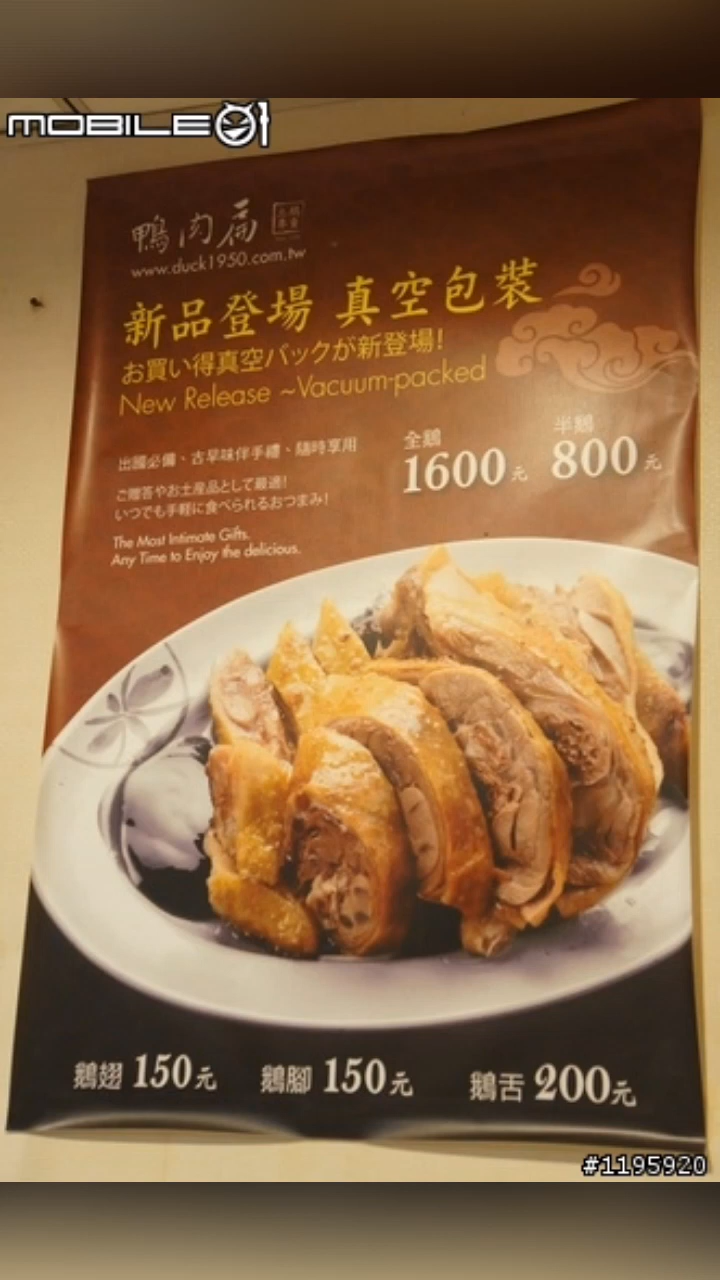 MOBILE01
鴨肉扁
www.duck1950.com.tw
新品登場 真空包裝
お買い得真空パックが新登場!
New Release ~Vacuum-packed
出國必備、古早味伴手禮、隨時享用
ご贈答やお土産品として最適!
いつでも手軽に食べられるおつまみ!
The Most Intimate Gifts.
Any Time to Enjoy the delicious.
全鵝 1600元
半鵝 800元
鵝翅 150元 鵝腳 150元 鵝舌 200元
#1195920